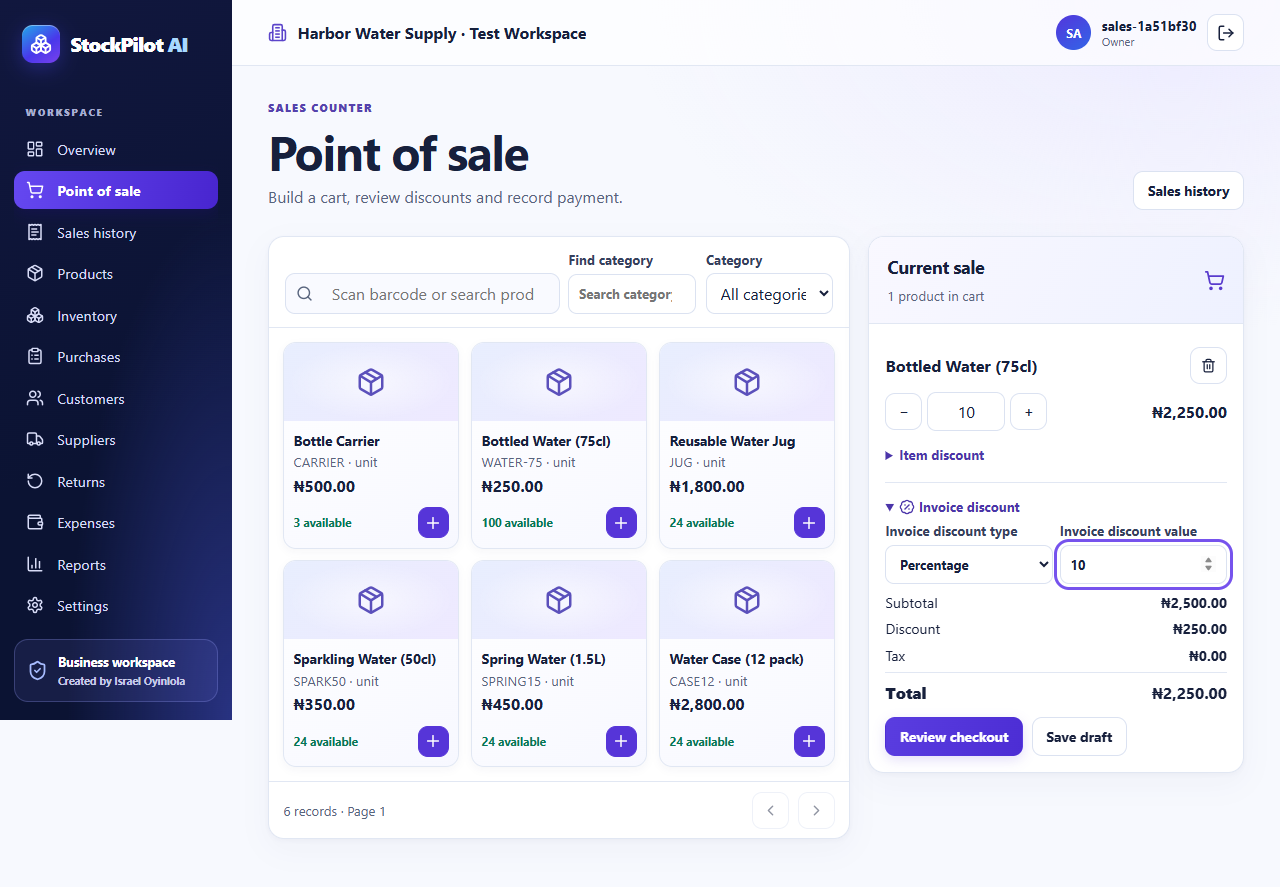 StockPilot AI
WORKSPACE
Overview
Point of sale
Sales history
Products
Inventory
Purchases
Customers
Suppliers
Returns
Expenses
Reports
Settings
Business workspace
Created by Israel Oyinlola
Harbor Water Supply · Test Workspace
SA
sales-1a51bf30
Owner
SALES COUNTER
Point of sale
Build a cart, review discounts and record payment.
Sales history
Find category
Category
Scan barcode or search prod
Search categor
All categorie
Bottle Carrier
CARRIER · unit
₦500.00
3 available
Bottled Water (75cl)
WATER-75 · unit
₦250.00
100 available
Reusable Water Jug
JUG · unit
₦1,800.00
24 available
Sparkling Water (50cl)
SPARK50 · unit
₦350.00
24 available
Spring Water (1.5L)
SPRING15 · unit
₦450.00
24 available
Water Case (12 pack)
CASE12 · unit
₦2,800.00
24 available
6 records · Page 1
Current sale
1 product in cart
Bottled Water (75cl)
− 10 + ₦2,250.00
Item discount
Invoice discount
Invoice discount type
Invoice discount value
Percentage
10
Subtotal ₦2,500.00
Discount ₦250.00
Tax ₦0.00
Total ₦2,250.00
Review checkout
Save draft